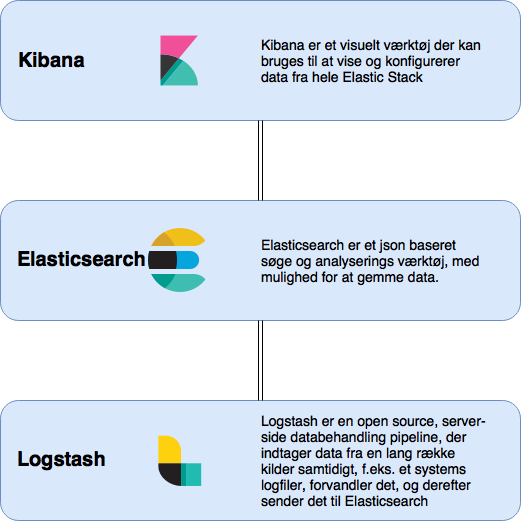 Kibana
Kibana er et visuelt værktøj der kan
bruges til at vise og konfigurerer
data fra hele Elastic Stack
Elasticsearch
Elasticsearch er et json baseret
søge og analyserings værktøj, med
mulighed for at gemme data.
Logstash
Logstash er en open source, server-
side databehandling pipeline, der
indtager data fra en lang række
kilder samtidigt, f.eks. et systems
logfiler, forvandler det, og derefter
sender det til Elasticsearch